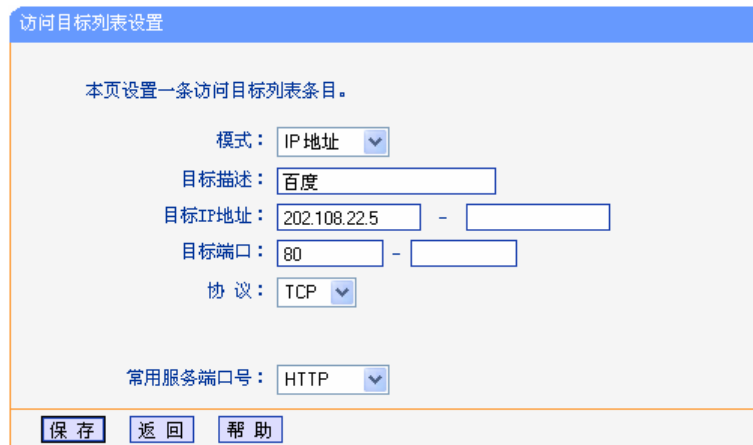 访问目标列表设置
本页设置一条访问目标列表条目。
模式： IP地址
目标描述： 百度
目标IP地址： 202.108.22.5 -
目标端口： 80 -
协 议： TCP
常用服务端口号： HTTP
保 存 返 回 帮 助